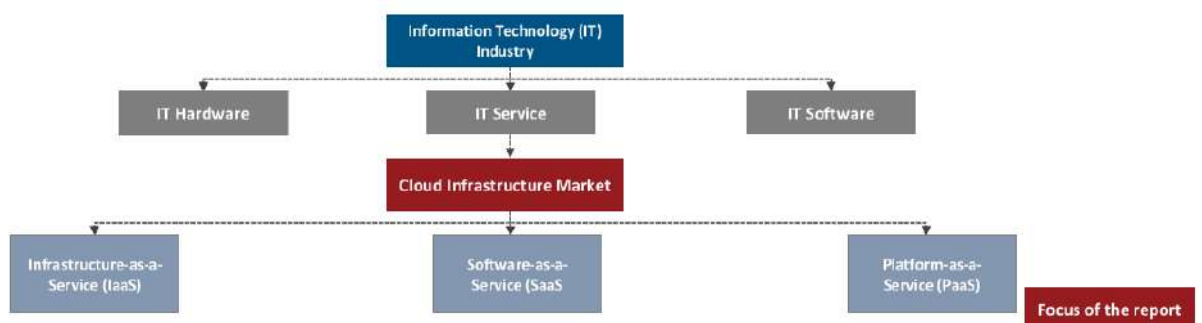 Information Technology (IT)
Industry
IT Hardware
IT Service
IT Software
Cloud Infrastructure Market
Infrastructure-as-a-
Service (IaaS)
Software-as-a-
Service (SaaS
Platform-as-a-
Service (PaaS)
Focus of the report